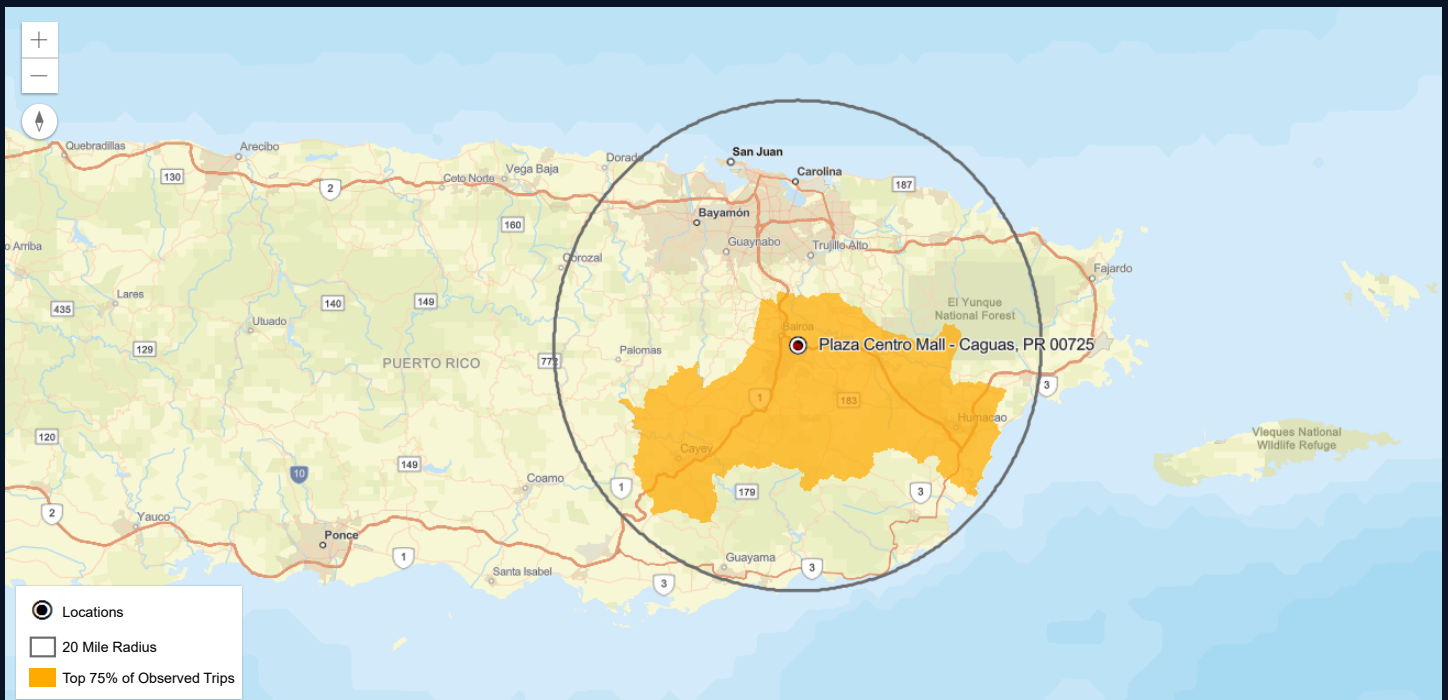 Quebradillas
Arecibo
130
2
Coto Norte
Vega Baja
Dorado
San Juan
Carolina
187
Bayamón
160
Guaynabo
Trujillo Alto
o Arriba
Corozal
Fajardo
Lares
435
140
149
Utuado
El Yunque
National Forest
Bairoa
Plaza Centro Mall - Caguas, PR 00725
129
Palomas
PUERTO RICO
772
3
1
183
Humacao
120
Vieques National
Wildlife Refuge
Cayey
149
10
Coamo
1
179
3
2
Yauco
Ponce
1
Guayama
3
Santa Isabel
3
Locations
20 Mile Radius
Top 75% of Observed Trips